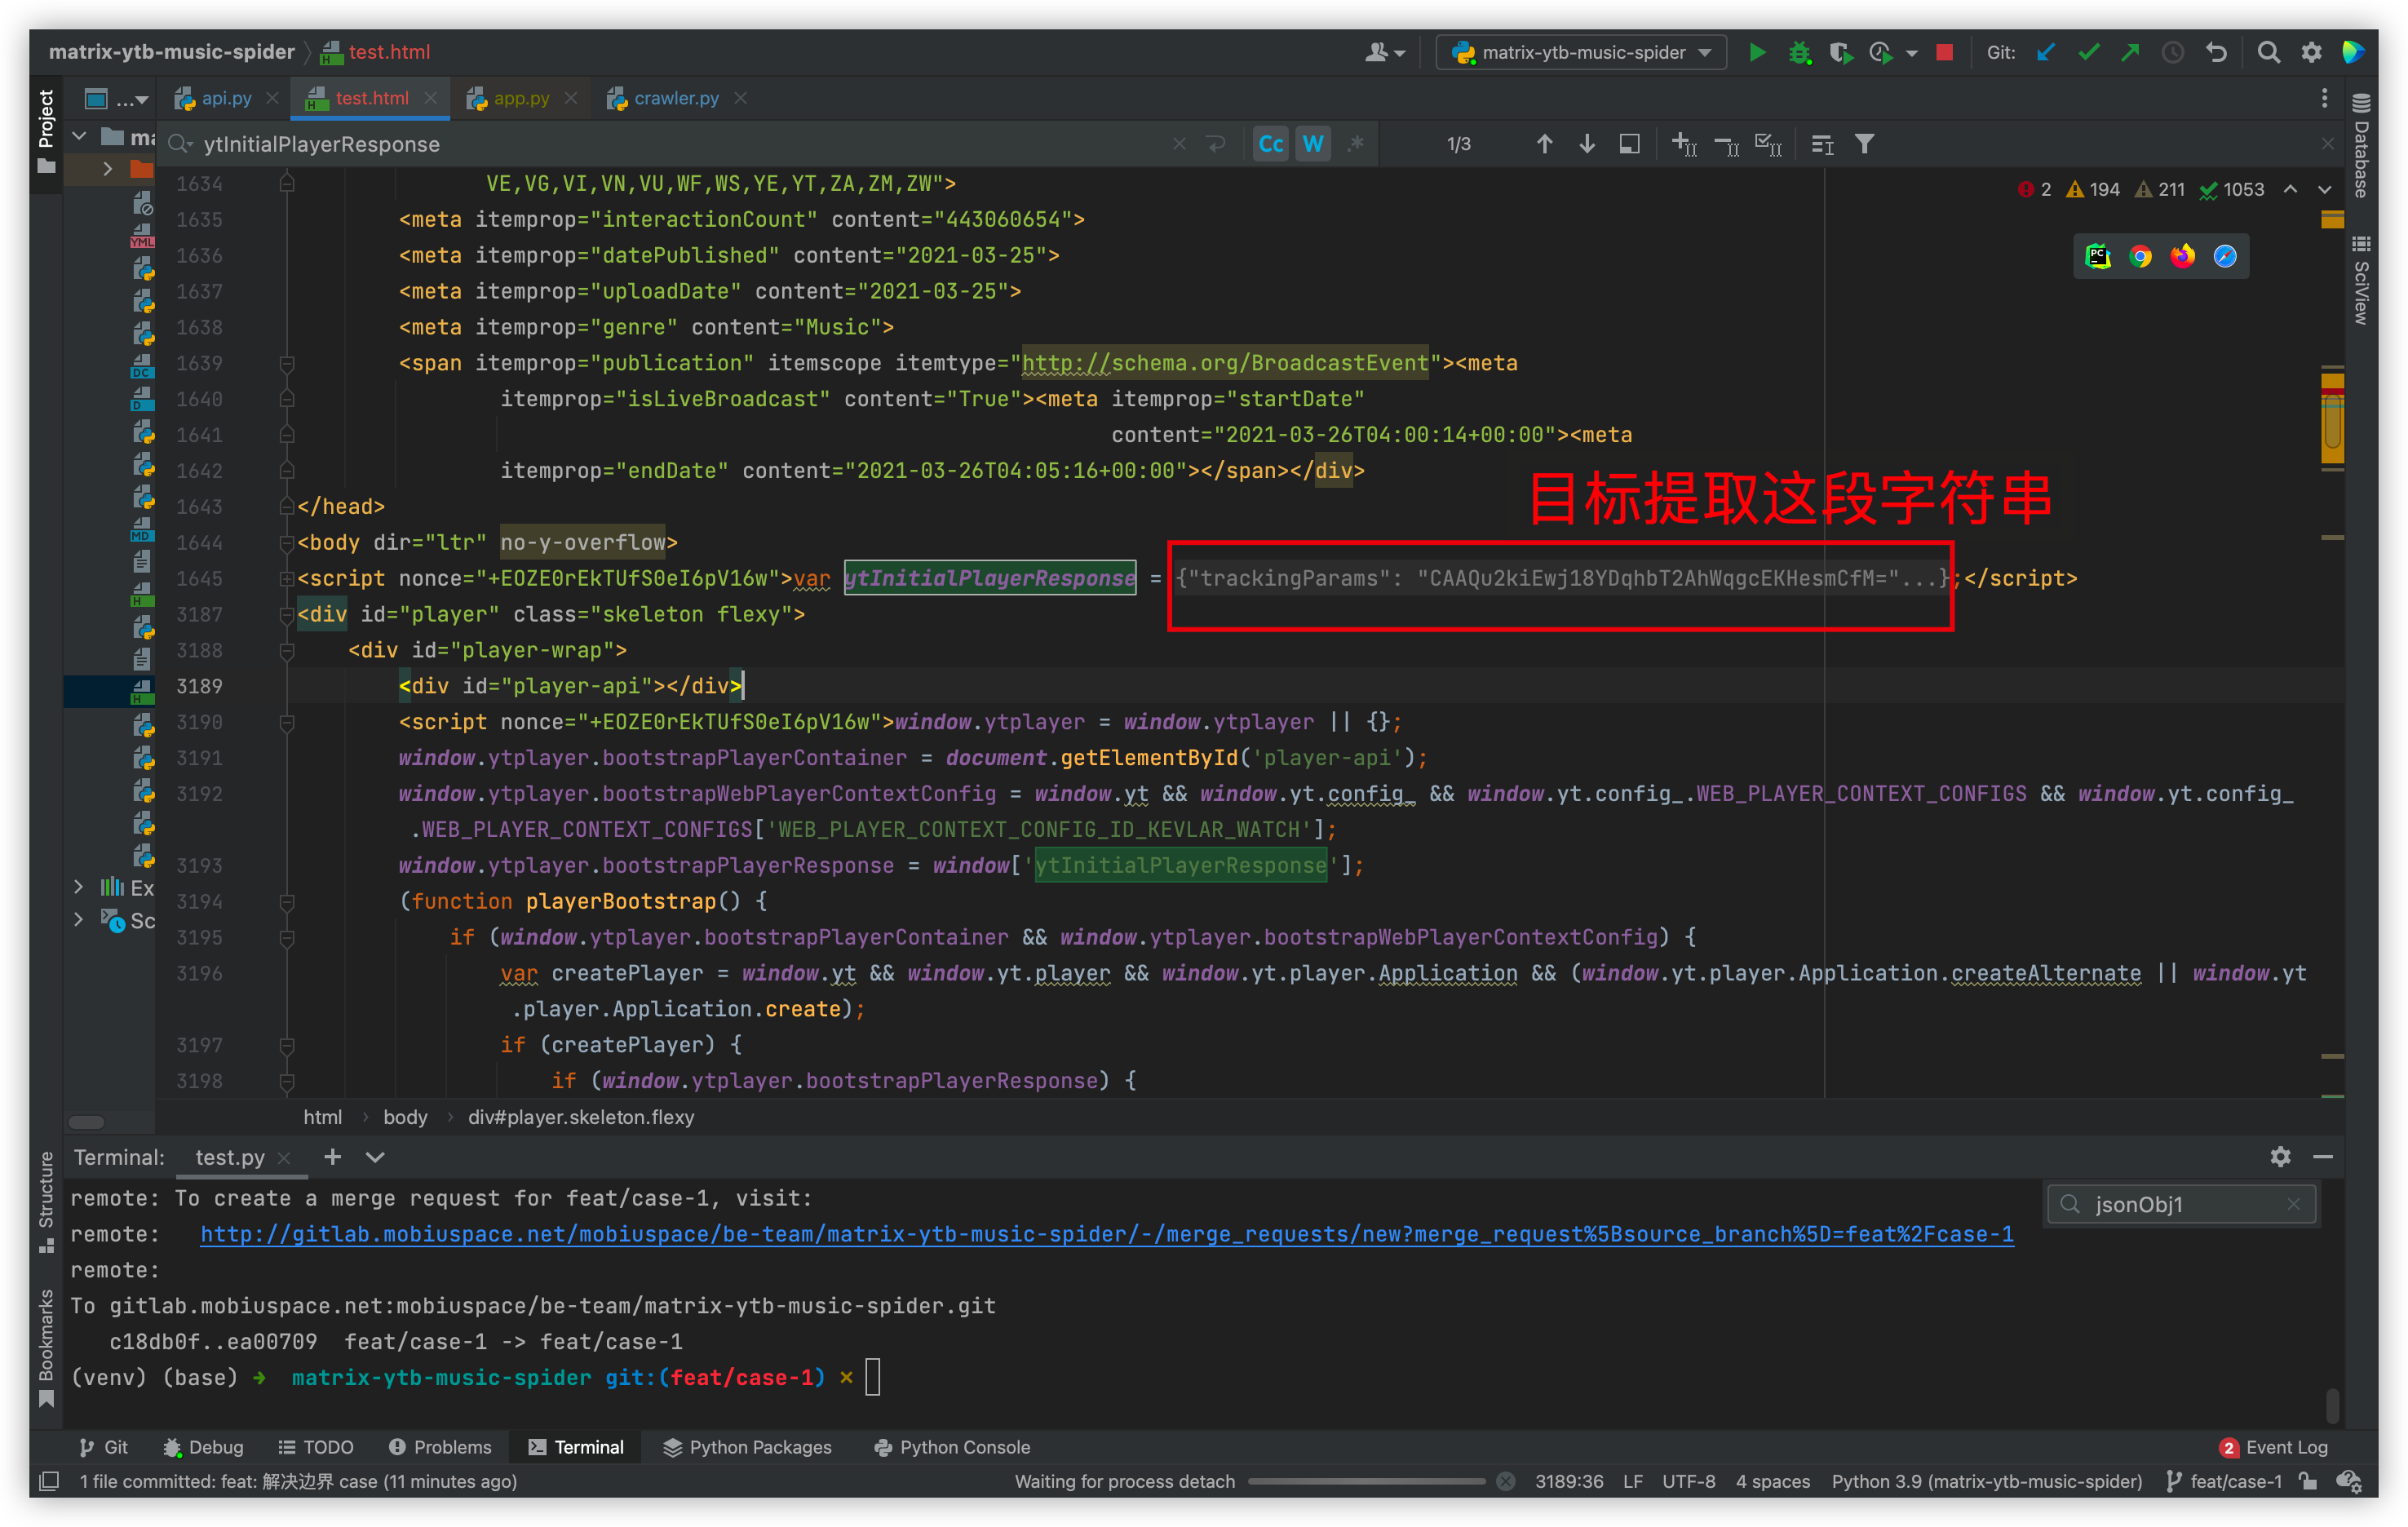 matrix-ytb-music-spider test.html matrix-ytb-music-spider Git:
Project ... api.py test.html app.py crawler.py
ytInitialPlayerResponse Cc W .* 1/3
2 194 211 1053
Database
SciView
1634 VE,VG,VI,VN,VU,WF,WS,YE,YT,ZA,ZM,ZW">
1635 <meta itemprop="interactionCount" content="443060654">
1636 <meta itemprop="datePublished" content="2021-03-25">
1637 <meta itemprop="uploadDate" content="2021-03-25">
1638 <meta itemprop="genre" content="Music">
1639 <span itemprop="publication" itemscope itemtype="http://schema.org/BroadcastEvent"><meta
1640 itemprop="isLiveBroadcast" content="True"><meta itemprop="startDate"
1641 content="2021-03-26T04:00:14+00:00"><meta
1642 itemprop="endDate" content="2021-03-26T04:05:16+00:00"></span></div>
目标提取这段字符串
1643 </head>
1644 <body dir="ltr" no-y-overflow>
1645 <script nonce="+EOZE0rEkTUfS0eI6pV16w">var ytInitialPlayerResponse = {"trackingParams": "CAAQu2kiEwj18YDqhbT2AhWqgcEKHesmCfM="...};</script>
3187 <div id="player" class="skeleton flexy">
3188 <div id="player-wrap">
3189 <div id="player-api"></div>
3190 <script nonce="+EOZE0rEkTUfS0eI6pV16w">window.ytplayer = window.ytplayer || {};
3191 window.ytplayer.bootstrapPlayerContainer = document.getElementById('player-api');
3192 window.ytplayer.bootstrapWebPlayerContextConfig = window.yt && window.yt.config_ && window.yt.config_.WEB_PLAYER_CONTEXT_CONFIGS && window.yt.config_
.WEB_PLAYER_CONTEXT_CONFIGS['WEB_PLAYER_CONTEXT_CONFIG_ID_KEVLAR_WATCH'];
3193 window.ytplayer.bootstrapPlayerResponse = window['ytInitialPlayerResponse'];
3194 (function playerBootstrap() {
3195 if (window.ytplayer.bootstrapPlayerContainer && window.ytplayer.bootstrapWebPlayerContextConfig) {
3196 var createPlayer = window.yt && window.yt.player && window.yt.player.Application && (window.yt.player.Application.createAlternate || window.yt
.player.Application.create);
3197 if (createPlayer) {
3198 if (window.ytplayer.bootstrapPlayerResponse) {
ma
YML
DC
D
MD
H
H
Ex
Sc
html body div#player.skeleton.flexy
Structure
Bookmarks
Terminal: test.py
jsonObj1
remote: To create a merge request for feat/case-1, visit:
remote: http://gitlab.mobiuspace.net/mobiuspace/be-team/matrix-ytb-music-spider/-/merge_requests/new?merge_request%5Bsource_branch%5D=feat%2Fcase-1
remote:
To gitlab.mobiuspace.net:mobiuspace/be-team/matrix-ytb-music-spider.git
c18db0f..ea00709 feat/case-1 -> feat/case-1
(venv) (base) ➜ matrix-ytb-music-spider git:(feat/case-1) ×
Git Debug TODO Problems Terminal Python Packages Python Console 2 Event Log
1 file committed: feat: 解决边界 case (11 minutes ago) Waiting for process detach 3189:36 LF UTF-8 4 spaces Python 3.9 (matrix-ytb-music-spider) feat/case-1